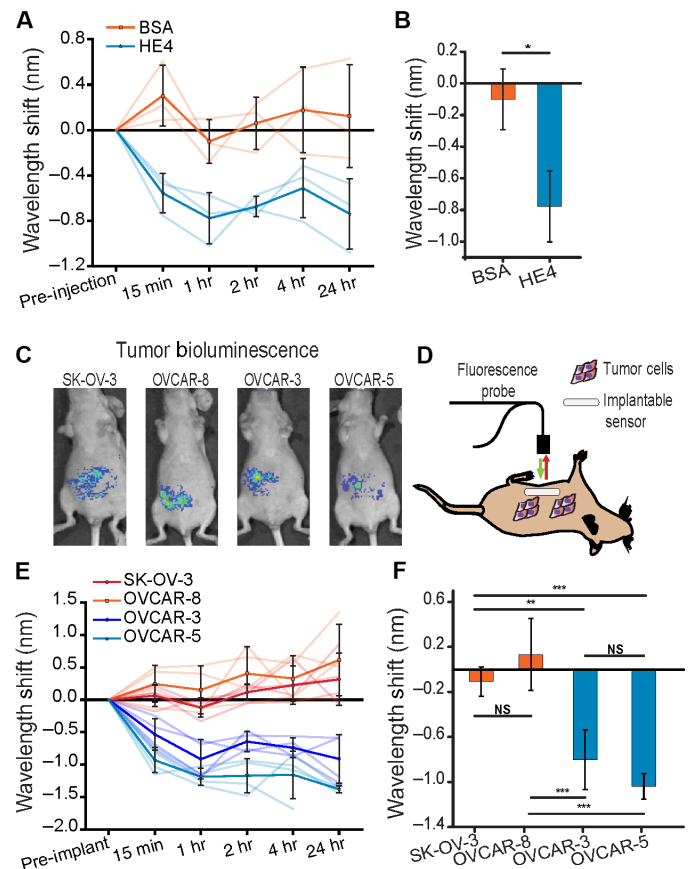 A
BSA
HE4
Wavelength shift (nm)
0.8
0.4
0.0
−0.4
−0.8
−1.2
Pre-injection
15 min
1 hr
2 hr
4 hr
24 hr
B
*
Wavelength shift (nm)
0.2
0.0
−0.2
−0.4
−0.6
−0.8
−1.0
BSA
HE4
C
Tumor bioluminescence
SK-OV-3
OVCAR-8
OVCAR-3
OVCAR-5
D
Fluorescence
probe
Tumor cells
Implantable
sensor
E
SK-OV-3
OVCAR-8
OVCAR-3
OVCAR-5
Wavelength shift (nm)
1.5
1.0
0.5
0.0
−0.5
−1.0
−1.5
−2.0
Pre-implant
15 min
1 hr
2 hr
4 hr
24 hr
F
***
**
NS
NS
***
***
Wavelength shift (nm)
0.6
0.2
−0.2
−0.6
−1.0
−1.4
SK-OV-3
OVCAR-8
OVCAR-3
OVCAR-5